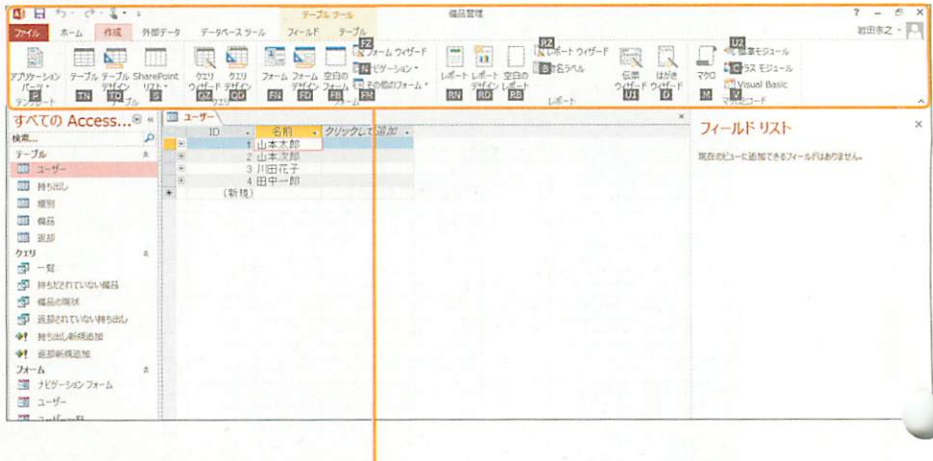 テーブル ツール
備品管理
ファイル ホーム 作成 外部データ データベース ツール フィールド テーブル
岩田宗之
アプリケーション パーツ
テーブル
テーブル デザイン
SharePoint リスト
クエリ ウィザード
クエリ デザイン
フォーム
フォーム デザイン
空白の フォーム
フォーム ウィザード
ナビゲーション
その他のフォーム
レポート
レポート デザイン
空白の レポート
レポート ウィザード
宛名ラベル
伝票 ウィザード
はがき ウィザード
マクロ
標準モジュール
クラス モジュール
Visual Basic
P TN TD S QZ QD FN FD FB FZ N FM RN RD RB RZ B U1 D M U2 C V
テンプレート テーブル クエリ フォーム レポート マクロとコード
すべての Access...
検索...
テーブル
ユーザー
持ち出し
種別
備品
返却
クエリ
一覧
持ちだされていない備品
備品の現状
返却されていない持ち出し
持ち出し新規追加
返却新規追加
フォーム
ナビゲーション フォーム
ユーザー
ユーザー一覧
ユーザー
ID 名前 クリックして追加
1 山本太郎
2 山本次郎
3 川田花子
4 田中一郎
(新規)
フィールド リスト
現在のビューに追加できるフィールドはありません。